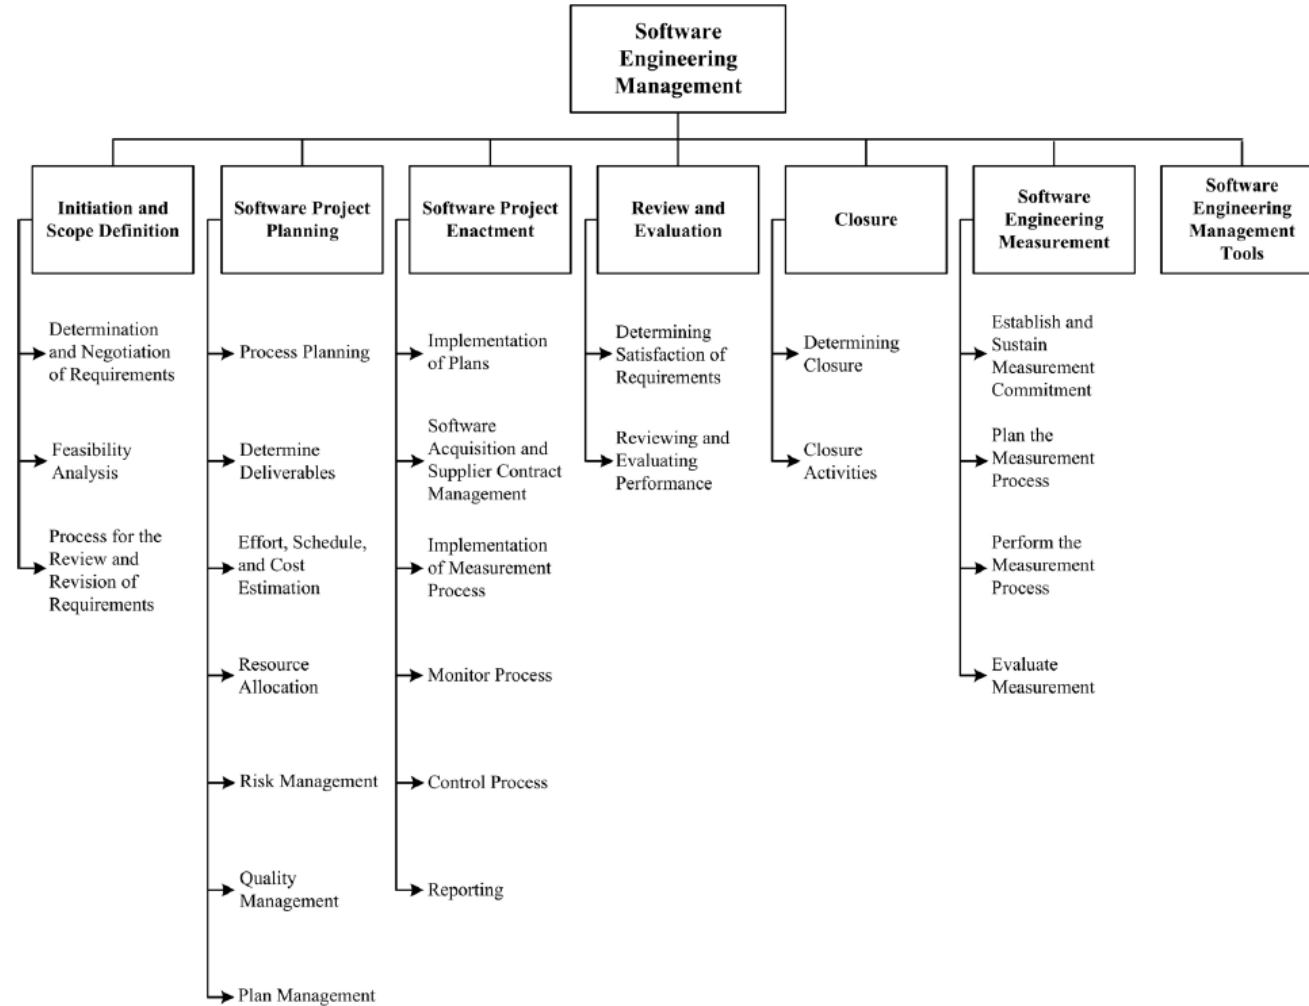 Software
Engineering
Management
Initiation and
Scope Definition
Determination
and Negotiation
of Requirements
Feasibility
Analysis
Process for the
Review and
Revision of
Requirements
Software Project
Planning
Process Planning
Determine
Deliverables
Effort, Schedule,
and Cost
Estimation
Resource
Allocation
Risk Management
Quality
Management
Plan Management
Software Project
Enactment
Implementation
of Plans
Software
Acquisition and
Supplier Contract
Management
Implementation
of Measurement
Process
Monitor Process
Control Process
Reporting
Review and
Evaluation
Determining
Satisfaction of
Requirements
Reviewing and
Evaluating
Performance
Closure
Determining
Closure
Closure
Activities
Software
Engineering
Measurement
Establish and
Sustain
Measurement
Commitment
Plan the
Measurement
Process
Perform the
Measurement
Process
Evaluate
Measurement
Software
Engineering
Management
Tools